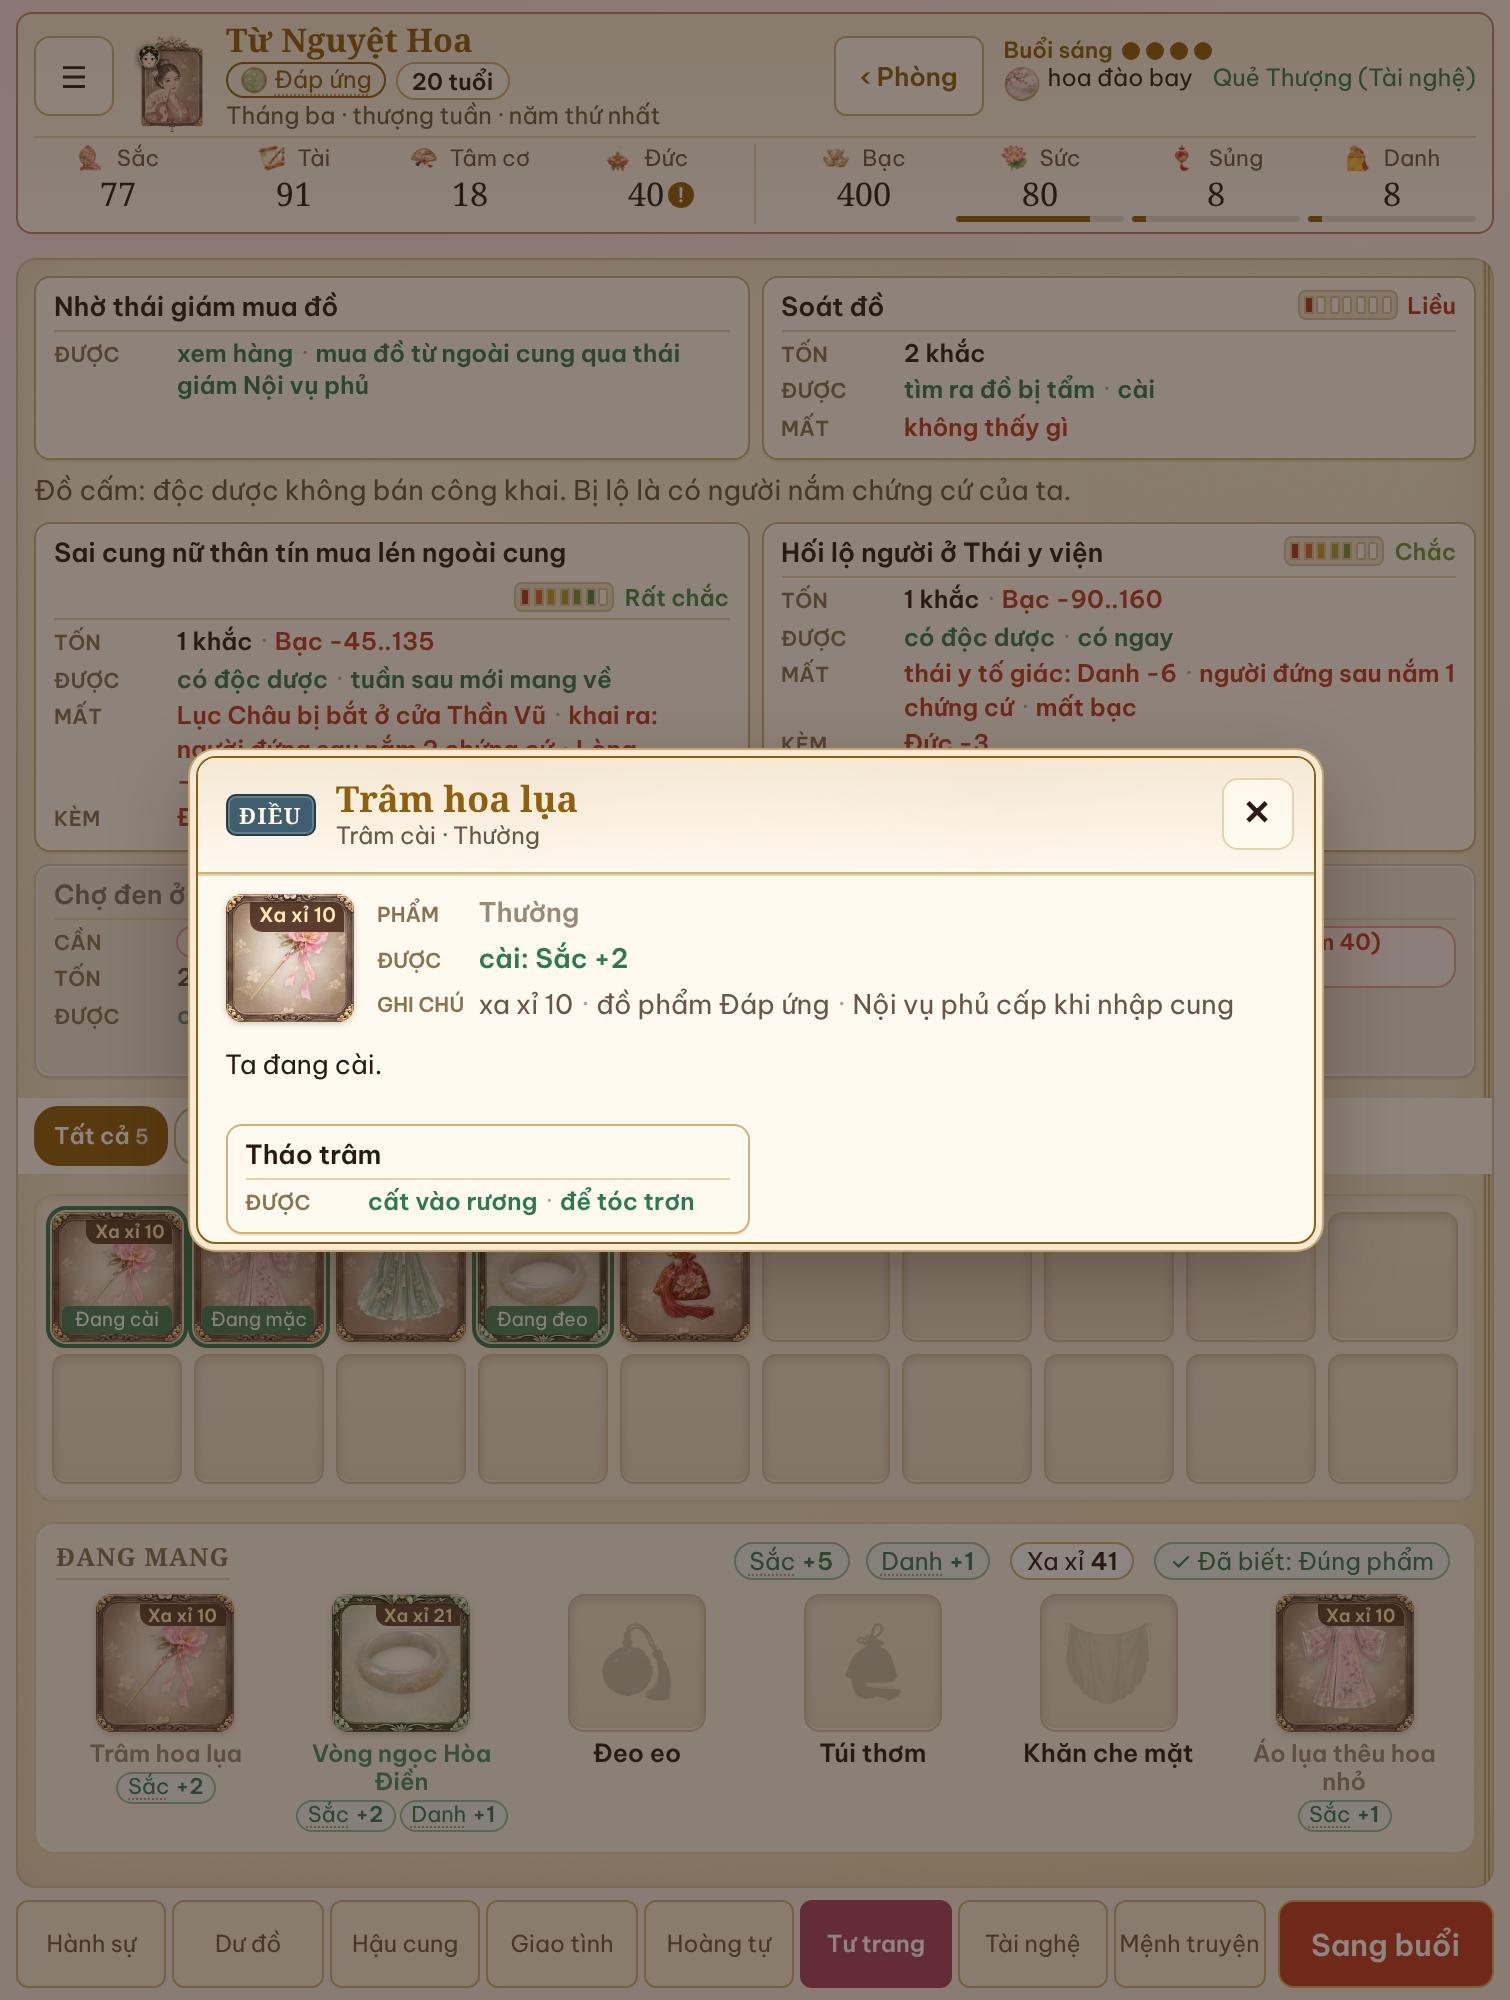 ☰
Từ Nguyệt Hoa
Đáp ứng
20 tuổi
Tháng ba · thượng tuần · năm thứ nhất
‹ Phòng
Buổi sáng
hoa đào bay
Quẻ Thượng (Tài nghệ)
Sắc Tài Tâm cơ Đức Bạc Sức Sủng Danh
77 91 18 40 ! 400 80 8 8
Nhờ thái giám mua đồ
ĐƯỢC xem hàng · mua đồ từ ngoài cung qua thái
giám Nội vụ phủ
Soát đồ
Liều
TỐN 2 khắc
ĐƯỢC tìm ra đồ bị tẩm · cài
MẤT không thấy gì
Đồ cấm: độc dược không bán công khai. Bị lộ là có người nắm chứng cứ của ta.
Sai cung nữ thân tín mua lén ngoài cung
Rất chắc
TỐN 1 khắc · Bạc -45..135
ĐƯỢC có độc dược · tuần sau mới mang về
MẤT Lục Châu bị bắt ở cửa Thần Vũ · khai ra:
người đứng sau nắm 2 chứng cứ · Lòng
KÈM
Hối lộ người ở Thái y viện
Chắc
TỐN 1 khắc · Bạc -90..160
ĐƯỢC có độc dược · có ngay
MẤT thái y tố giác: Danh -6 · người đứng sau nắm 1
chứng cứ · mất bạc
KÈM Đức -3
Chợ đen ở
CẦN
TỐN 2
ĐƯỢC
40)
ĐIỀU
Trâm hoa lụa
Trâm cài · Thường
✕
Xa xỉ 10
PHẨM Thường
ĐƯỢC cài: Sắc +2
GHI CHÚ xa xỉ 10 · đồ phẩm Đáp ứng · Nội vụ phủ cấp khi nhập cung
Ta đang cài.
Tháo trâm
ĐƯỢC cất vào rương · để tóc trơn
Tất cả 5
Xa xỉ 10
Đang cài
Đang mặc
Đang đeo
ĐANG MANG
Sắc +5
Danh +1
Xa xỉ 41
✓ Đã biết: Đúng phẩm
Xa xỉ 10
Xa xỉ 21
Xa xỉ 10
Trâm hoa lụa
Sắc +2
Vòng ngọc Hòa
Điền
Sắc +2 Danh +1
Đeo eo
Túi thơm
Khăn che mặt
Áo lụa thêu hoa
nhỏ
Sắc +1
Hành sự
Dư đồ
Hậu cung
Giao tình
Hoàng tự
Tư trang
Tài nghệ
Mệnh truyện
Sang buổi